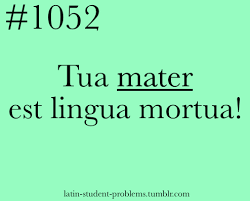 #1052
Tua mater
est lingua mortua!
latin-student-problems.tumblr.com